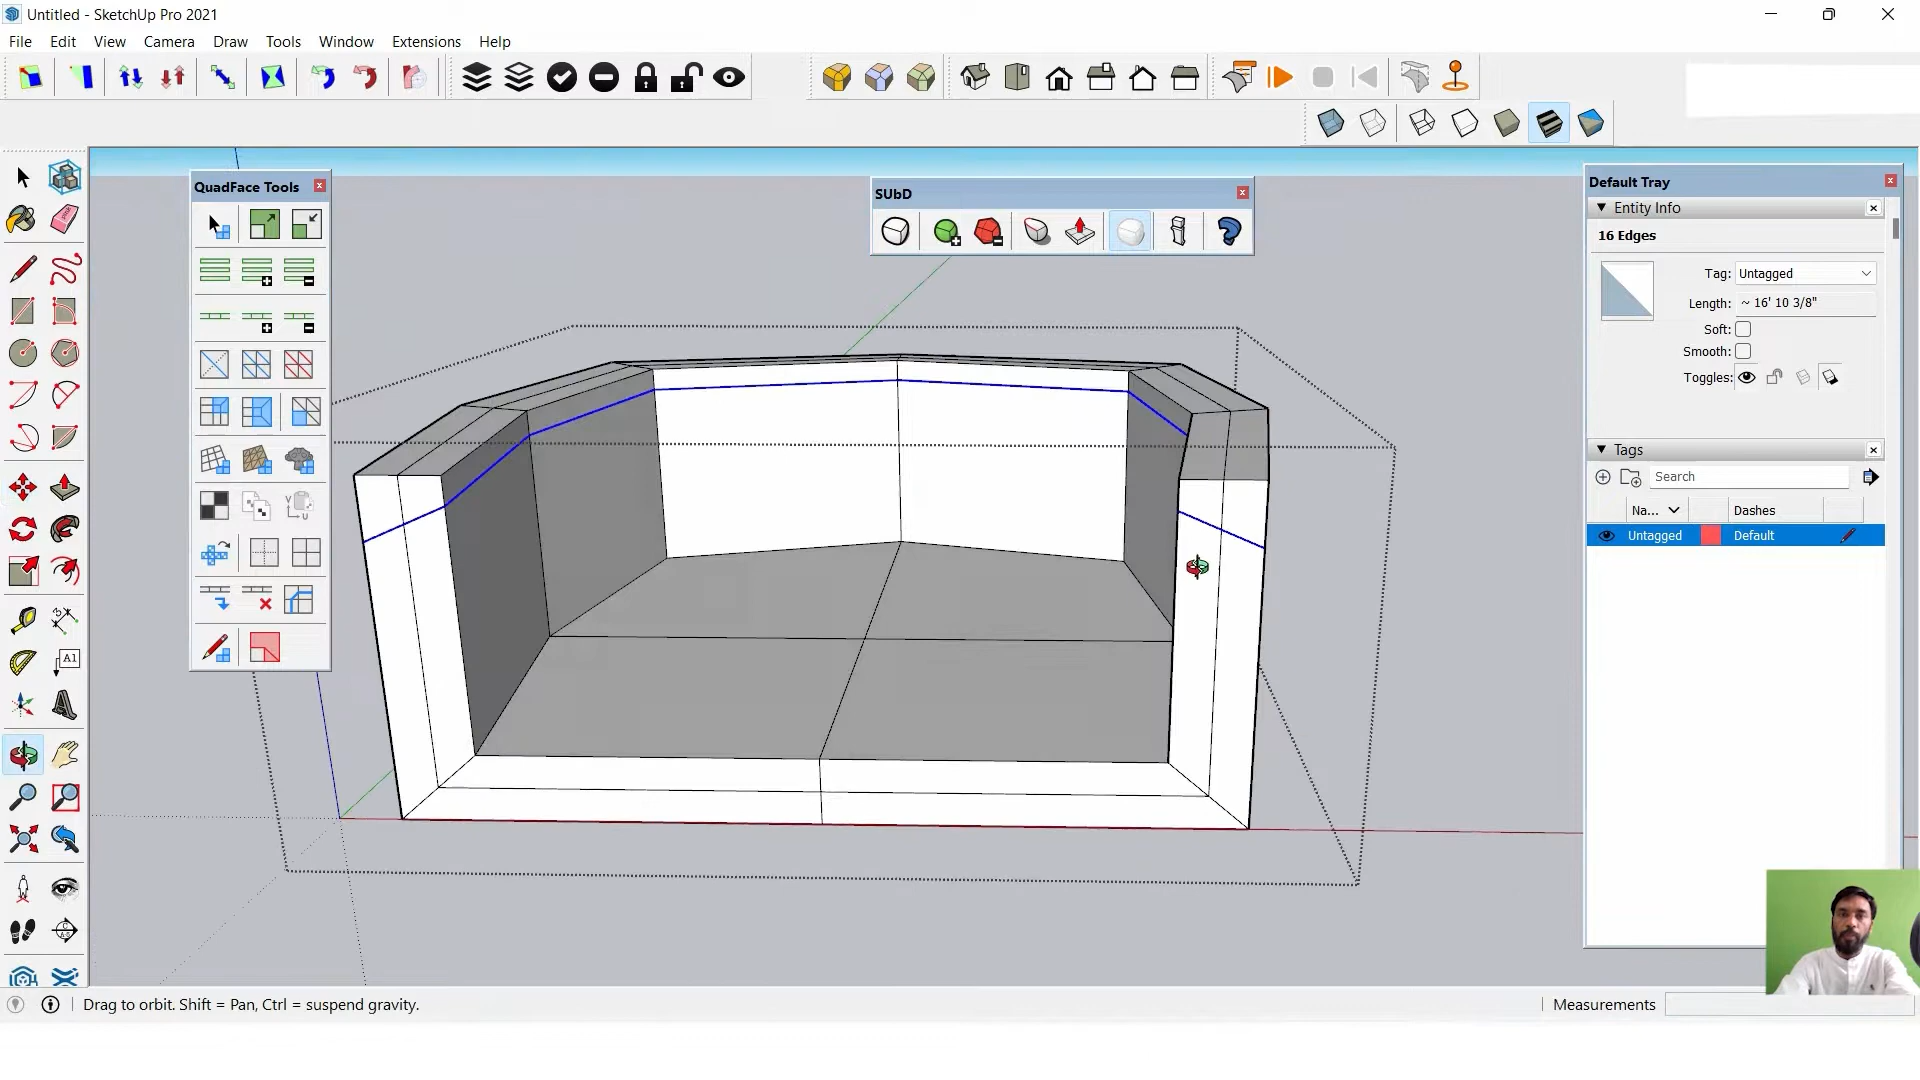 Untitled - SketchUp Pro 2021
File Edit View Camera Draw Tools Window Extensions Help
QuadFace Tools
SUbD
Default Tray
Entity Info
16 Edges
Tag: Untagged
Length: ~ 16' 10 3/8"
Soft:
Smooth:
Toggles:
Tags
Search
Na... Dashes
Untagged Default
A1
Drag to orbit. Shift = Pan, Ctrl = suspend gravity.
Measurements